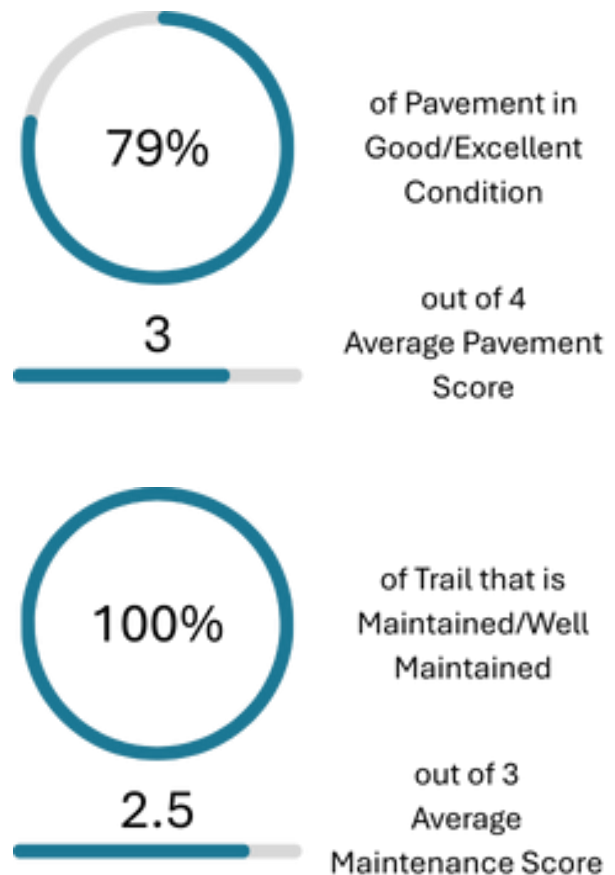 79%
of Pavement in
Good/Excellent
Condition
3
out of 4
Average Pavement
Score
100%
of Trail that is
Maintained/Well
Maintained
2.5
out of 3
Average
Maintenance Score